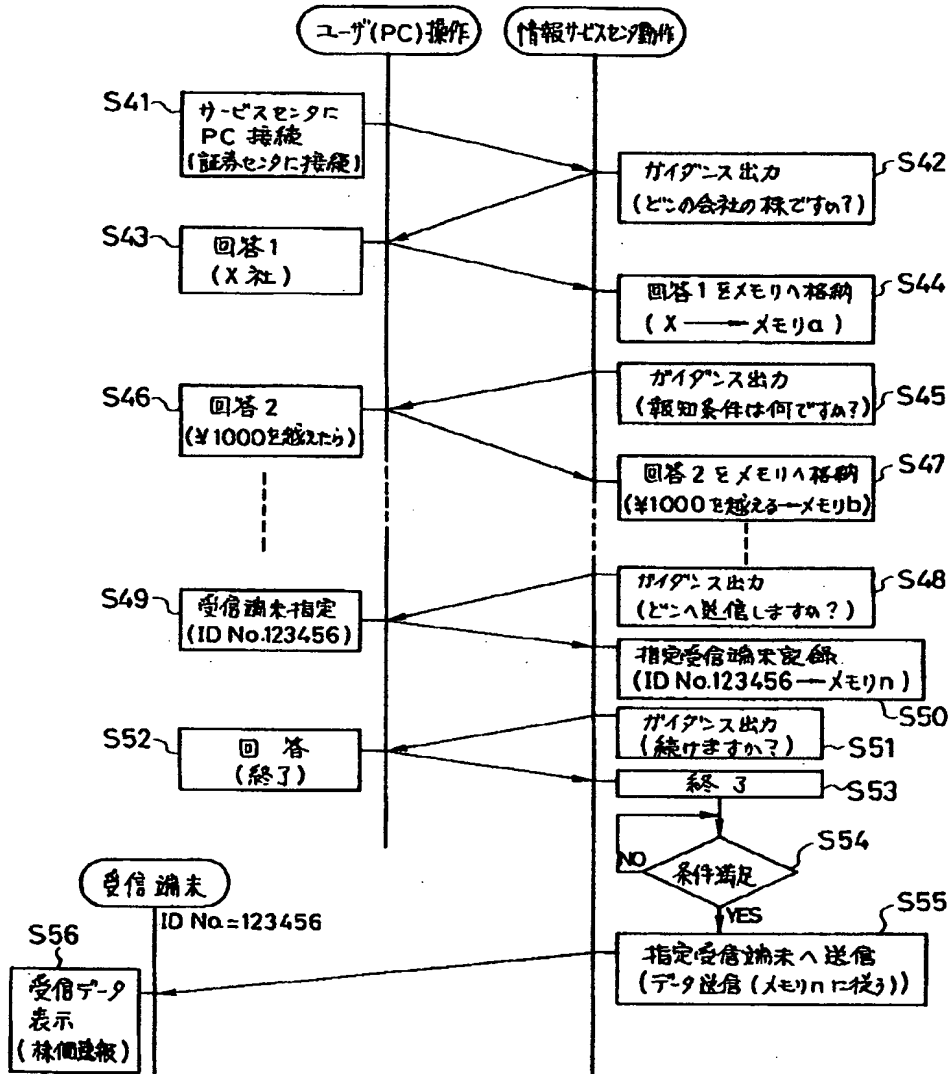 ユーザ(PC)操作
情報サービスセンタ動作
S41
サービスセンタに
PC 接続
(証券センタに接続)
S42
ガイダンス出力
(どこの会社の株ですか?)
S43
回答1
(X社)
S44
回答1をメモリへ格納
(X→メモリa)
S45
ガイダンス出力
(報知条件は何ですか?)
S46
回答2
(¥1000を越えたら)
S47
回答2をメモリへ格納
(¥1000を越える→メモリb)
S48
ガイダンス出力
(どこへ送信しますか?)
S49
受信端末指定
(ID No.123456)
指定受信端末記録
(ID No.123456→メモリn)
S50
ガイダンス出力
(続けますか?)
S51
S52
回答
(終了)
終了
S53
S54
条件満足
NO
YES
受信端末
ID No.=123456
S55
指定受信端末へ送信
(データ送信(メモリnに従う))
S56
受信データ
表示
(株価速報)